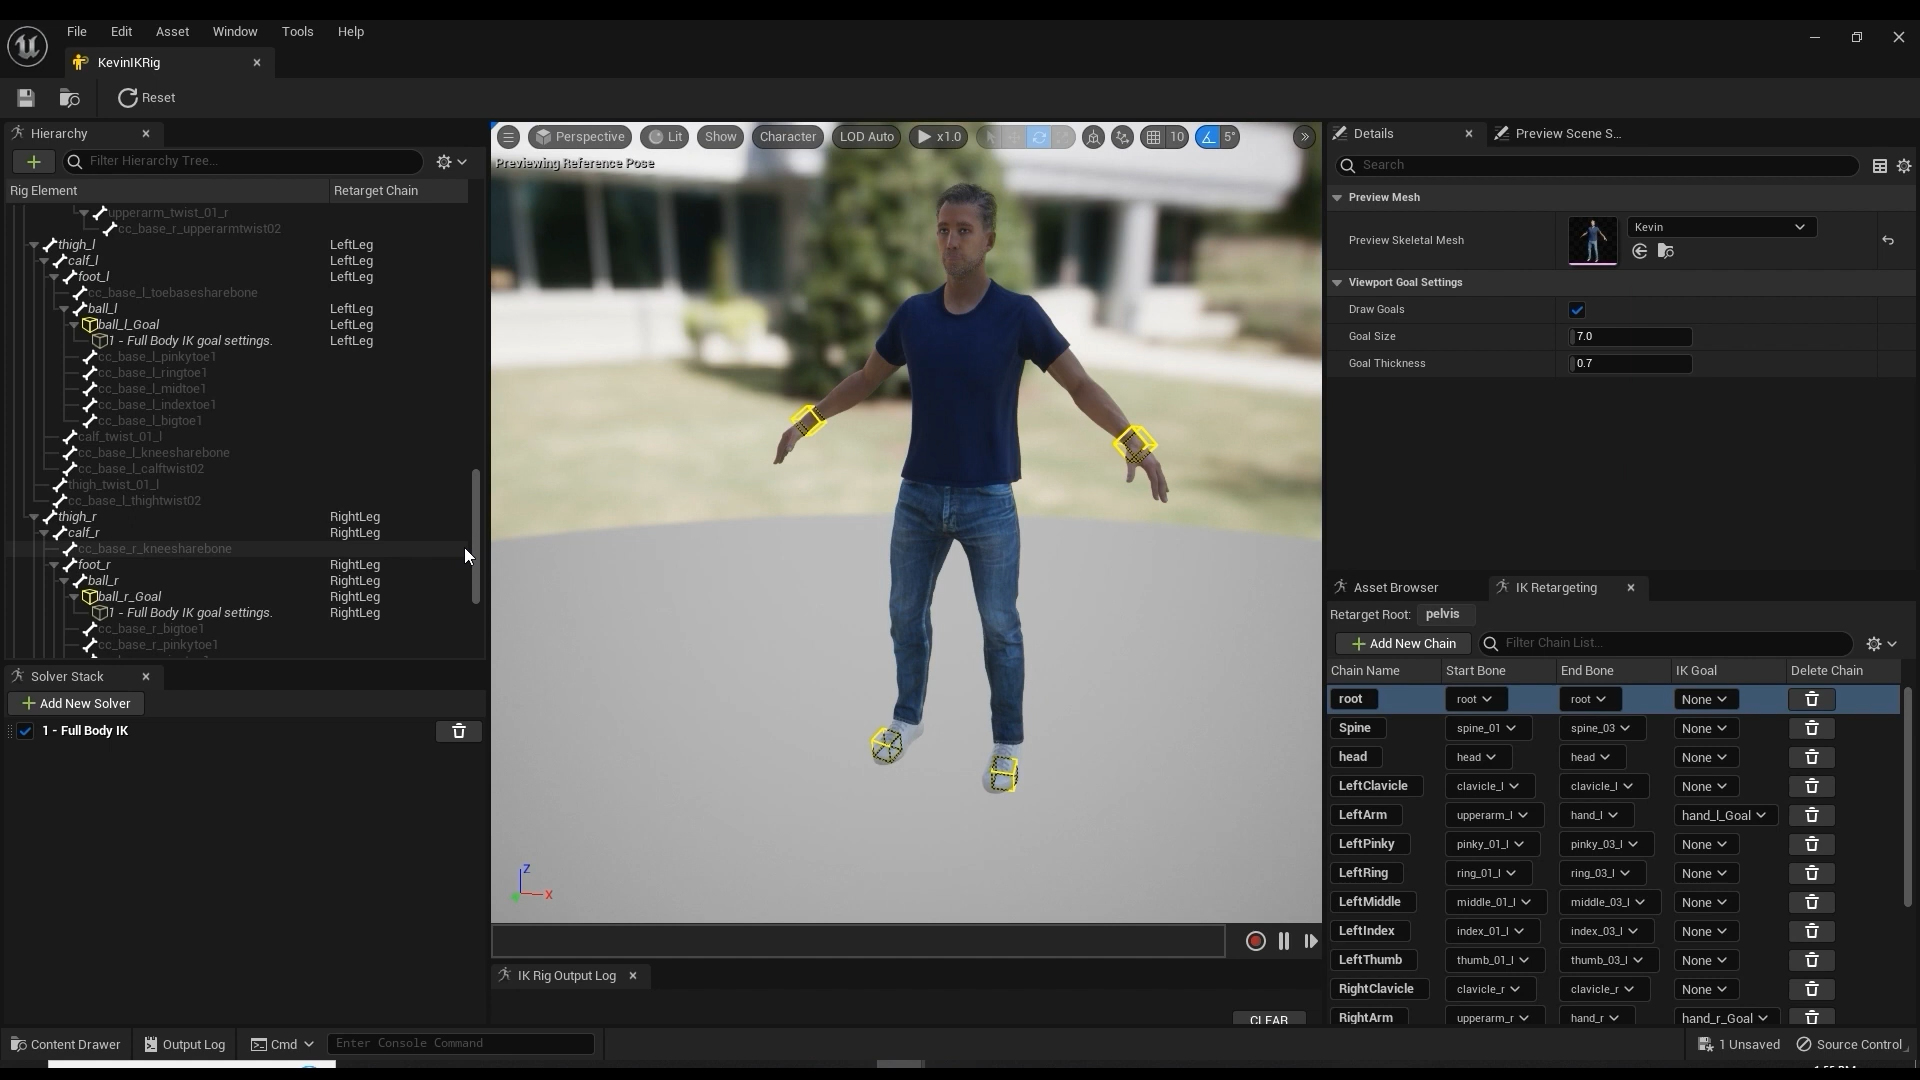 File Edit Asset Window Tools Help
KevinIKRig
Reset
Hierarchy
Filter Hierarchy Tree...
Rig Element Retarget Chain
upperarm_twist_01_r
cc_base_r_upperarmtwist02
thigh_l LeftLeg
calf_l LeftLeg
foot_l LeftLeg
cc_base_l_toebasesharebone
ball_l LeftLeg
ball_l_Goal LeftLeg
1 - Full Body IK goal settings. LeftLeg
cc_base_l_pinkytoe1
cc_base_l_ringtoe1
cc_base_l_midtoe1
cc_base_l_indextoe1
cc_base_l_bigtoe1
calf_twist_01_l
cc_base_l_kneesharebone
cc_base_l_calftwist02
thigh_twist_01_l
cc_base_l_thightwist02
thigh_r RightLeg
calf_r RightLeg
cc_base_r_kneesharebone
foot_r RightLeg
ball_r RightLeg
ball_r_Goal RightLeg
1 - Full Body IK goal settings. RightLeg
cc_base_r_bigtoe1
cc_base_r_pinkytoe1
Solver Stack
Add New Solver
1 - Full Body IK
Perspective Lit Show Character LOD Auto x1.0 10 5°
Previewing Reference Pose
Z
X
IK Rig Output Log
CLEAR
Details Preview Scene S...
Search
Preview Mesh
Preview Skeletal Mesh Kevin
Viewport Goal Settings
Draw Goals
Goal Size 7.0
Goal Thickness 0.7
Asset Browser IK Retargeting
Retarget Root: pelvis
Add New Chain Filter Chain List...
Chain Name Start Bone End Bone IK Goal Delete Chain
root root root None
Spine spine_01 spine_03 None
head head head None
LeftClavicle clavicle_l clavicle_l None
LeftArm upperarm_l hand_l hand_l_Goal
LeftPinky pinky_01_l pinky_03_l None
LeftRing ring_01_l ring_03_l None
LeftMiddle middle_01_l middle_03_l None
LeftIndex index_01_l index_03_l None
LeftThumb thumb_01_l thumb_03_l None
RightClavicle clavicle_r clavicle_r None
RightArm upperarm_r hand_r hand_r_Goal
Content Drawer Output Log Cmd Enter Console Command 1 Unsaved Source Control